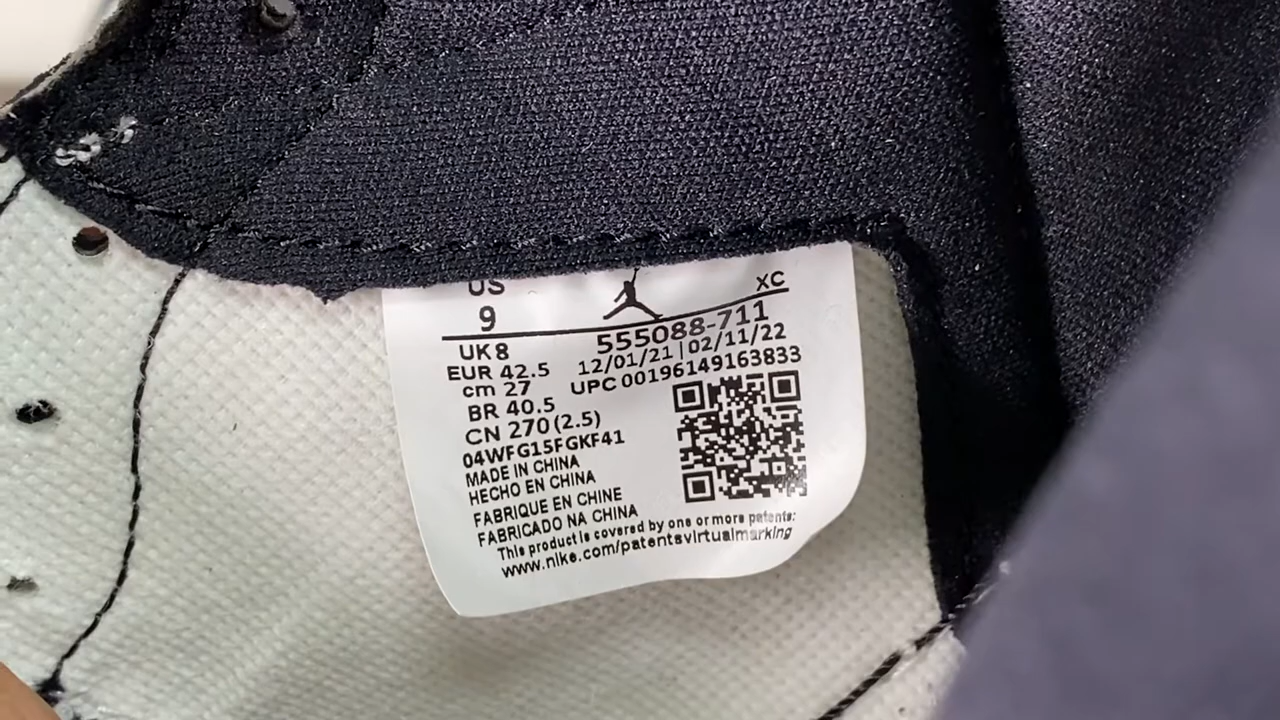 US XC
9
555088-711
UK 8 12/01/21 | 02/11/22
EUR 42.5 UPC 00196149163833
cm 27
BR 40.5
CN 270 (2.5)
04WFG15FGKF41
MADE IN CHINA
HECHO EN CHINA
FABRIQUE EN CHINE
FABRICADO NA CHINA
This product is covered by one or more patents:
www.nike.com/patentsvirtualmarking